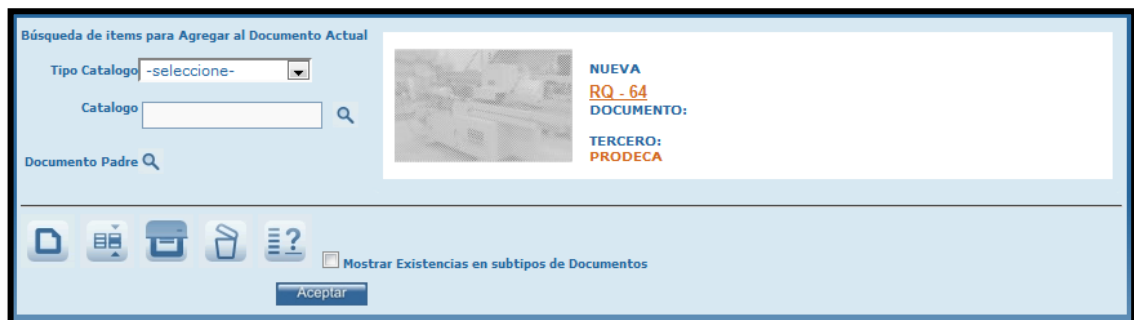 Búsqueda de items para Agregar al Documento Actual
Tipo Catalogo -seleccione-
Catalogo
Documento Padre
NUEVA
RQ - 64
DOCUMENTO:
TERCERO:
PRODECA
?
Mostrar Existencias en subtipos de Documentos
Aceptar